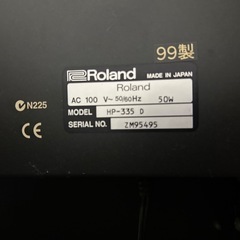 99製
Roland MADE IN JAPAN
Roland
AC 100 V~50/60Hz 50W
MODEL HP-335 D
SERIAL NO. ZM95495
N225
CE